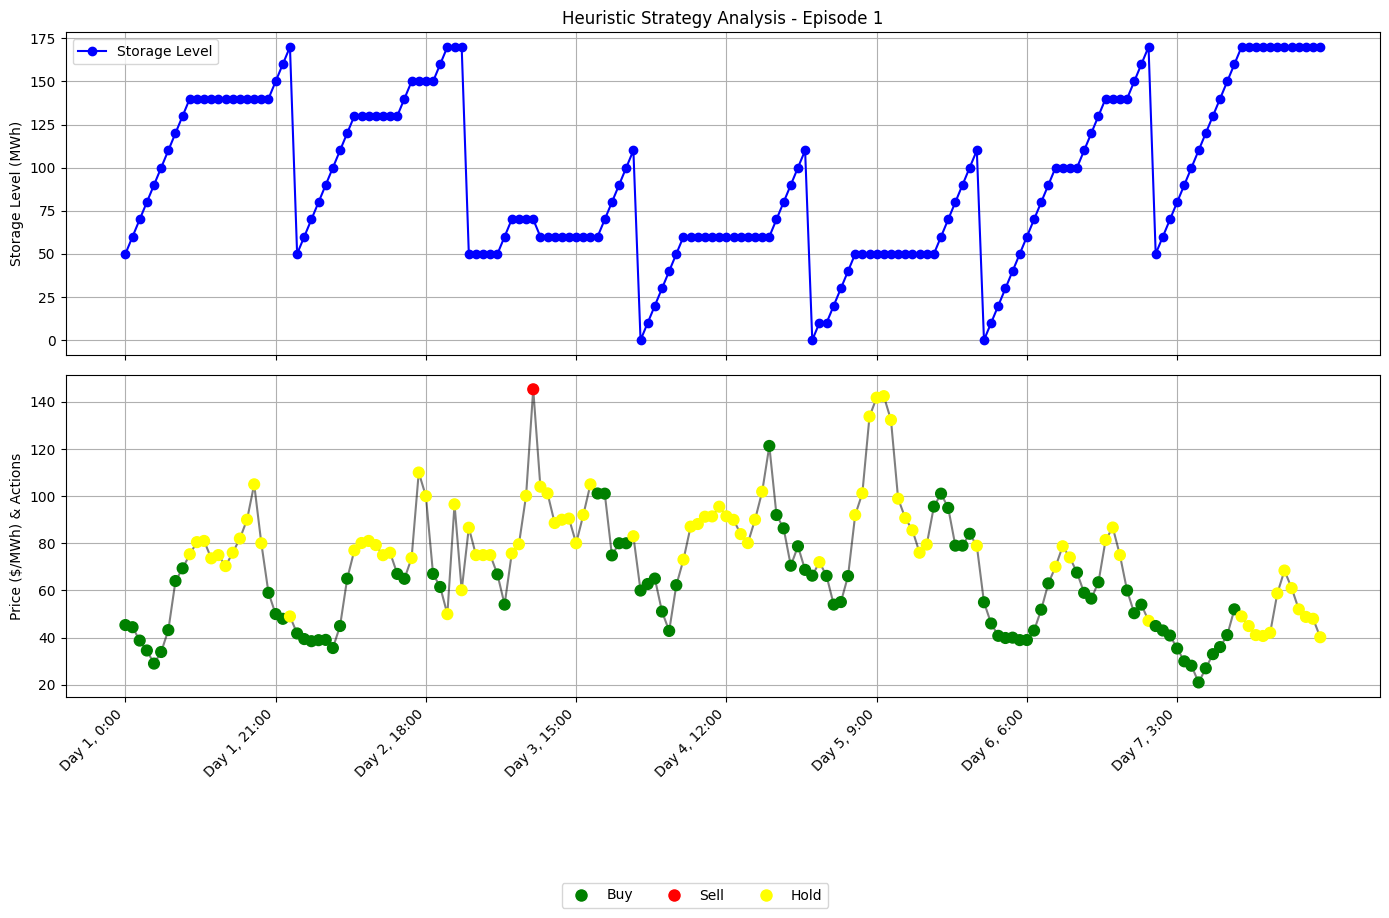 Heuristic Strategy Analysis - Episode 1
Storage Level
Storage Level (MWh)
175
150
125
100
75
50
25
0
Price ($/MWh) & Actions
140
120
100
80
60
40
20
Day 1, 0:00
Day 1, 21:00
Day 2, 18:00
Day 3, 15:00
Day 4, 12:00
Day 5, 9:00
Day 6, 6:00
Day 7, 3:00
Buy Sell Hold